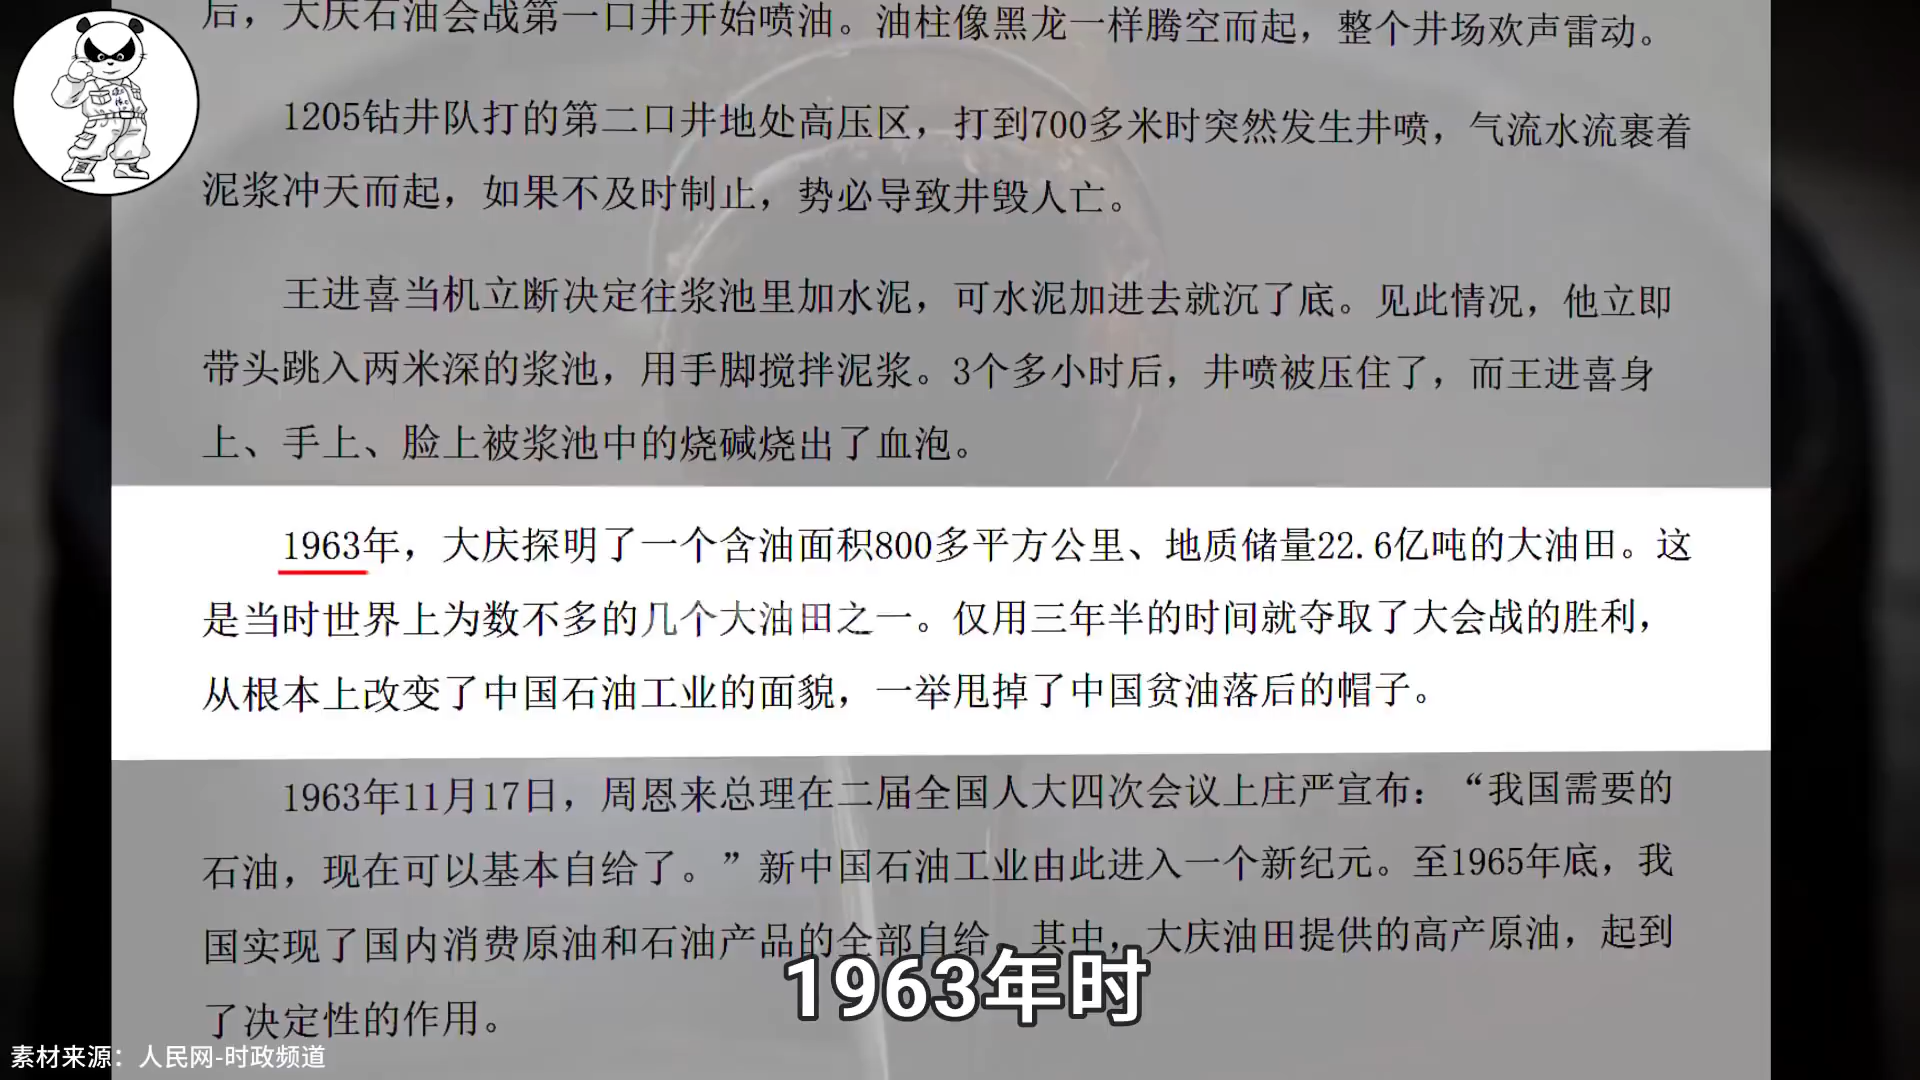 后，大庆石油会战第一口井开始喷油。油柱像黑龙一样腾空而起，整个井场欢声雷动。
1205钻井队打的第二口井地处高压区，打到700多米时突然发生井喷，气流水流裹着
泥浆冲天而起，如果不及时制止，势必导致井毁人亡。
王进喜当机立断决定往浆池里加水泥，可水泥加进去就沉了底。见此情况，他立即
带头跳入两米深的浆池，用手脚搅拌泥浆。3个多小时后，井喷被压住了，而王进喜身
上、手上、脸上被浆池中的烧碱烧出了血泡。
1963年，大庆探明了一个含油面积800多平方公里、地质储量22.6亿吨的大油田。这
是当时世界上为数不多的几个大油田之一。仅用三年半的时间就夺取了大会战的胜利，
从根本上改变了中国石油工业的面貌，一举甩掉了中国贫油落后的帽子。
1963年11月17日，周恩来总理在二届全国人大四次会议上庄严宣布：“我国需要的
石油，现在可以基本自给了。”新中国石油工业由此进入一个新纪元。至1965年底，我
国实现了国内消费原油和石油产品的全部自给。其中，大庆油田提供的高产原油，起到
了决定性的作用。
1963年时
素材来源：人民网-时政频道